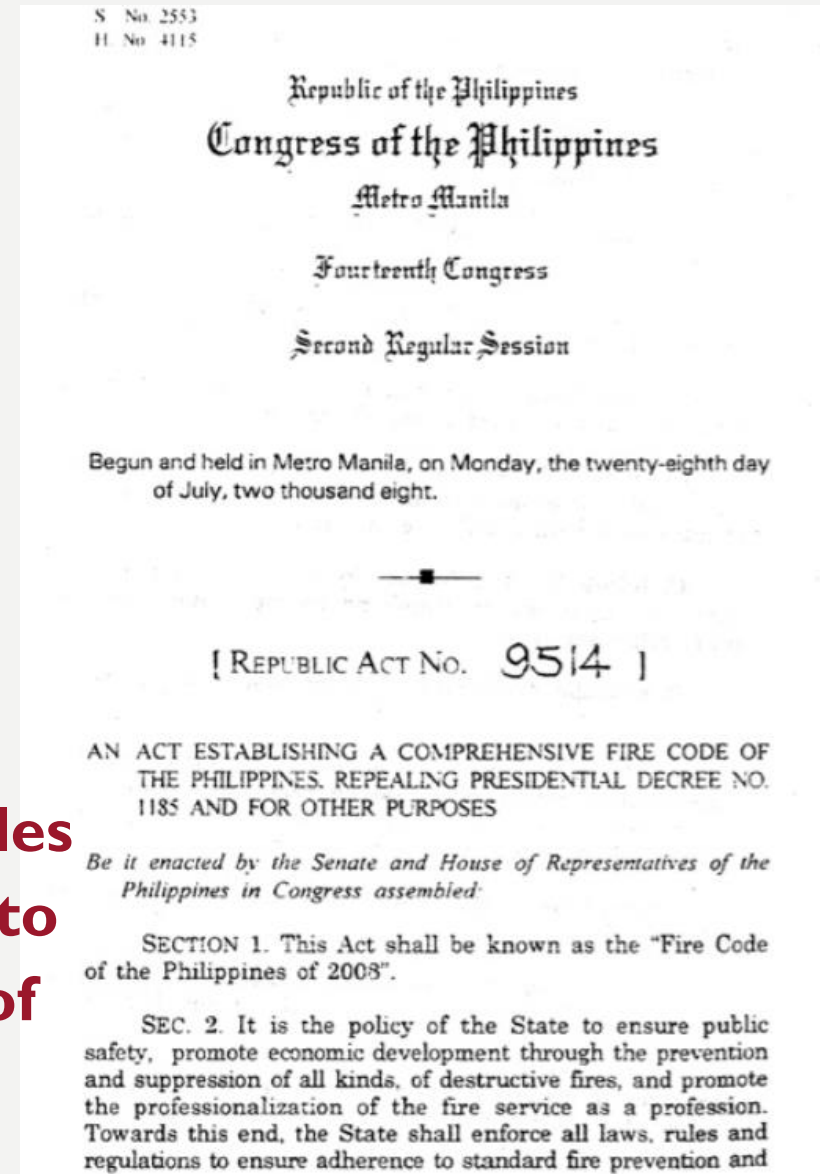 S. No. 2553
H. No. 4115
Republic of the Philippines
Congress of the Philippines
Metro Manila
Fourteenth Congress
Second Regular Session
Begun and held in Metro Manila, on Monday, the twenty-eighth day
of July, two thousand eight.
[ REPUBLIC ACT NO. 9514 ]
AN ACT ESTABLISHING A COMPREHENSIVE FIRE CODE OF
THE PHILIPPINES, REPEALING PRESIDENTIAL DECREE NO.
1185 AND FOR OTHER PURPOSES
Be it enacted by the Senate and House of Representatives of the
Philippines in Congress assembled:
SECTION 1. This Act shall be known as the "Fire Code
of the Philippines of 2008".
SEC. 2. It is the policy of the State to ensure public
safety, promote economic development through the prevention
and suppression of all kinds, of destructive fires, and promote
the professionalization of the fire service as a profession.
Towards this end, the State shall enforce all laws, rules and
regulations to ensure adherence to standard fire prevention and
les
to
of